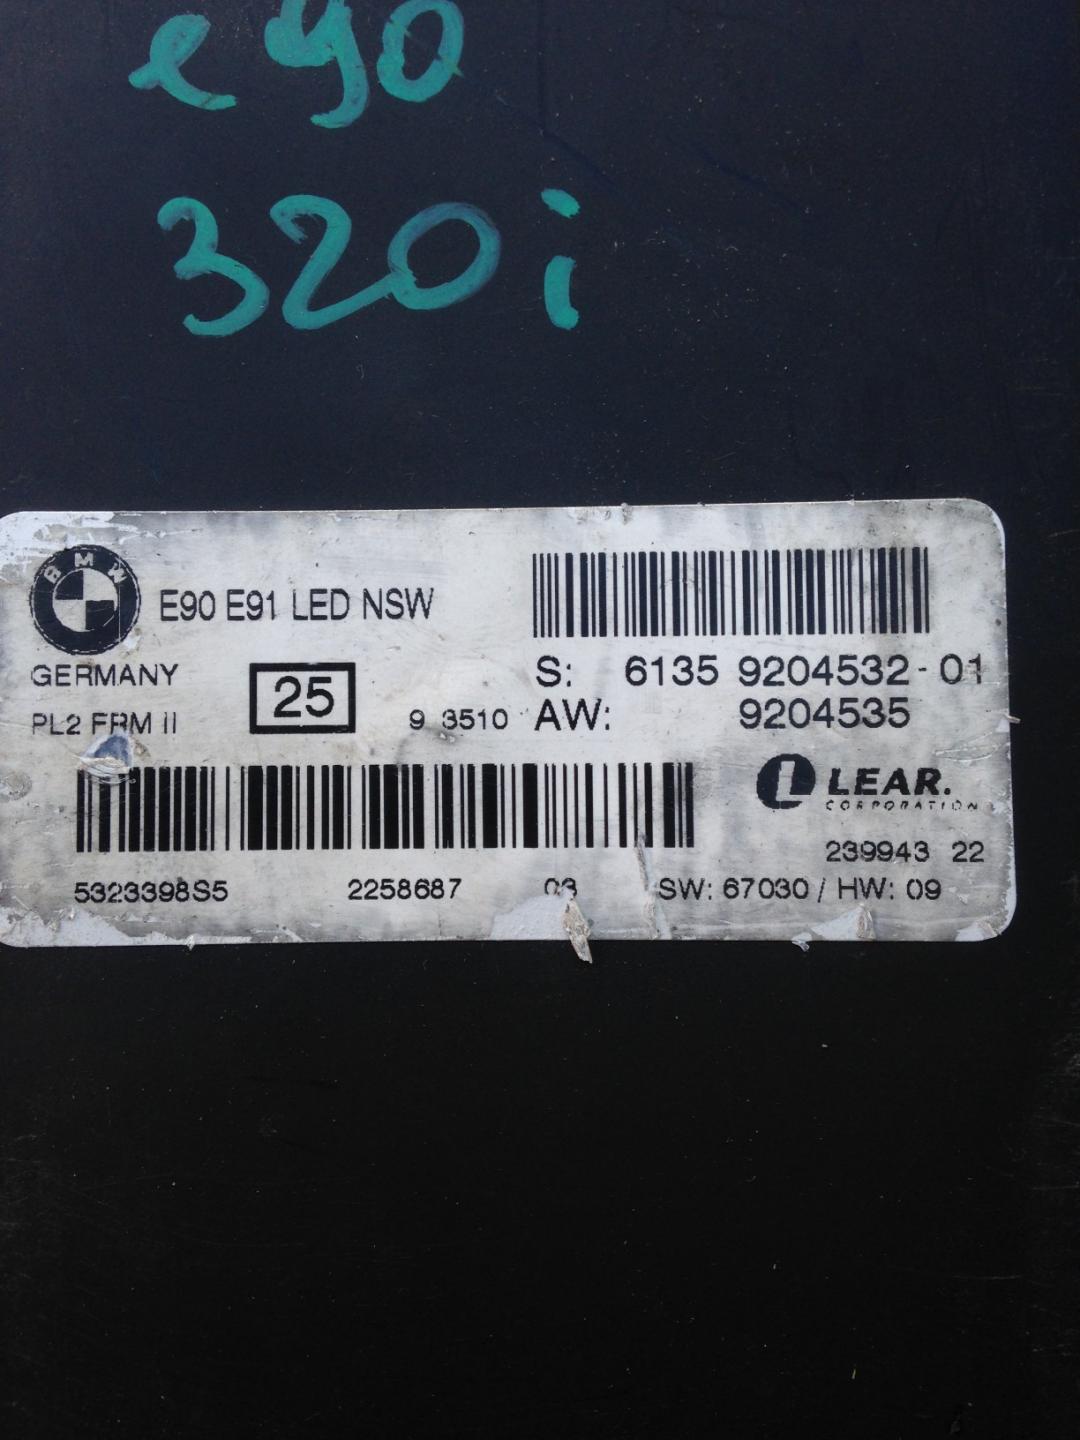 e90
320i
BMW
E90 E91 LED NSW
GERMANY
PL2 FRM II
25
9 3510
S: 6135 9204532-01
AW: 9204535
L LEAR.
CORPORATION
239943 22
5323398S5 2258687 03 SW: 67030 / HW: 09